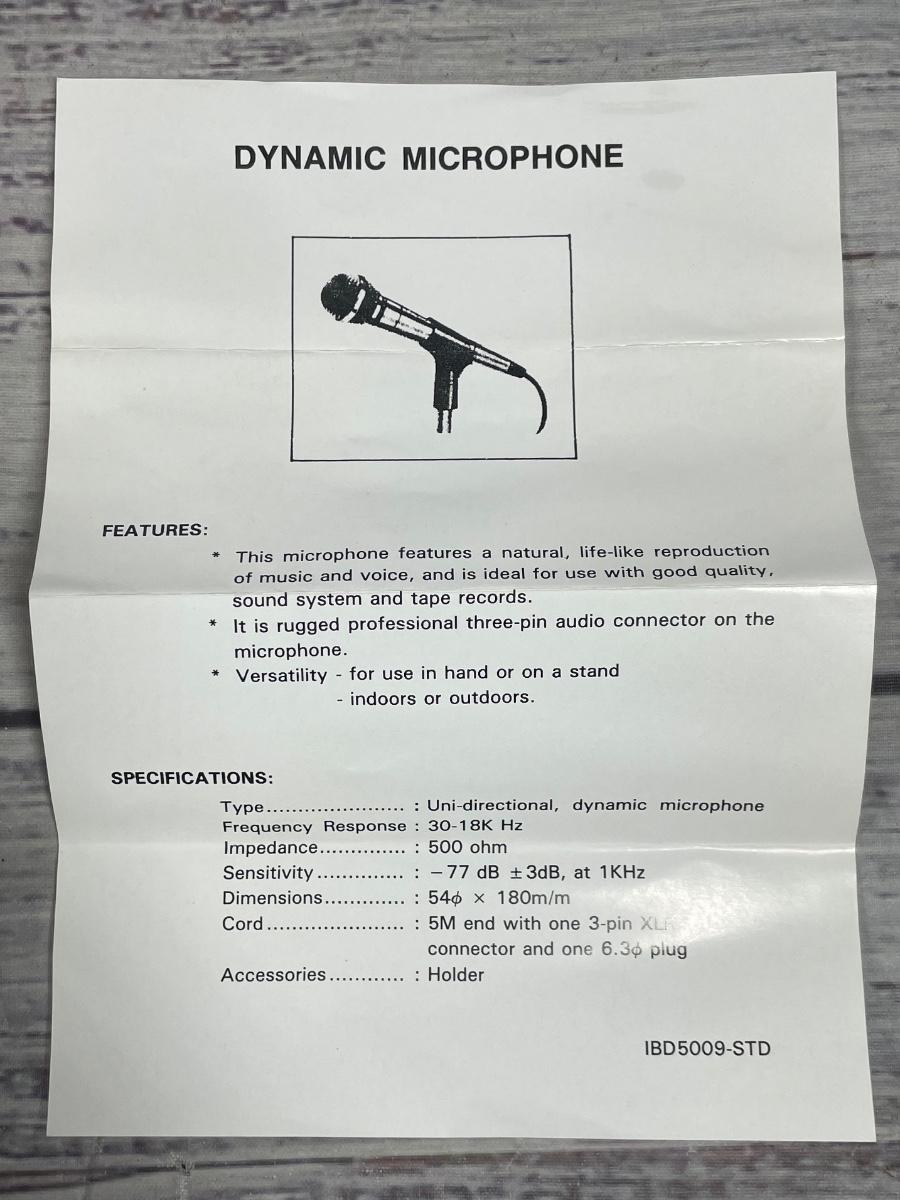 DYNAMIC MICROPHONE
FEATURES:
* This microphone features a natural, life-like reproduction
of music and voice, and is ideal for use with good quality,
sound system and tape records.
* It is rugged professional three-pin audio connector on the
microphone.
* Versatility - for use in hand or on a stand
- indoors or outdoors.
SPECIFICATIONS:
Type...................... : Uni-directional, dynamic microphone
Frequency Response : 30-18K Hz
Impedance.............. : 500 ohm
Sensitivity.............. : −77 dB ±3dB, at 1KHz
Dimensions............. : 54ϕ × 180m/m
Cord...................... : 5M end with one 3-pin XLR
connector and one 6.3ϕ plug
Accessories............ : Holder
IBD5009-STD